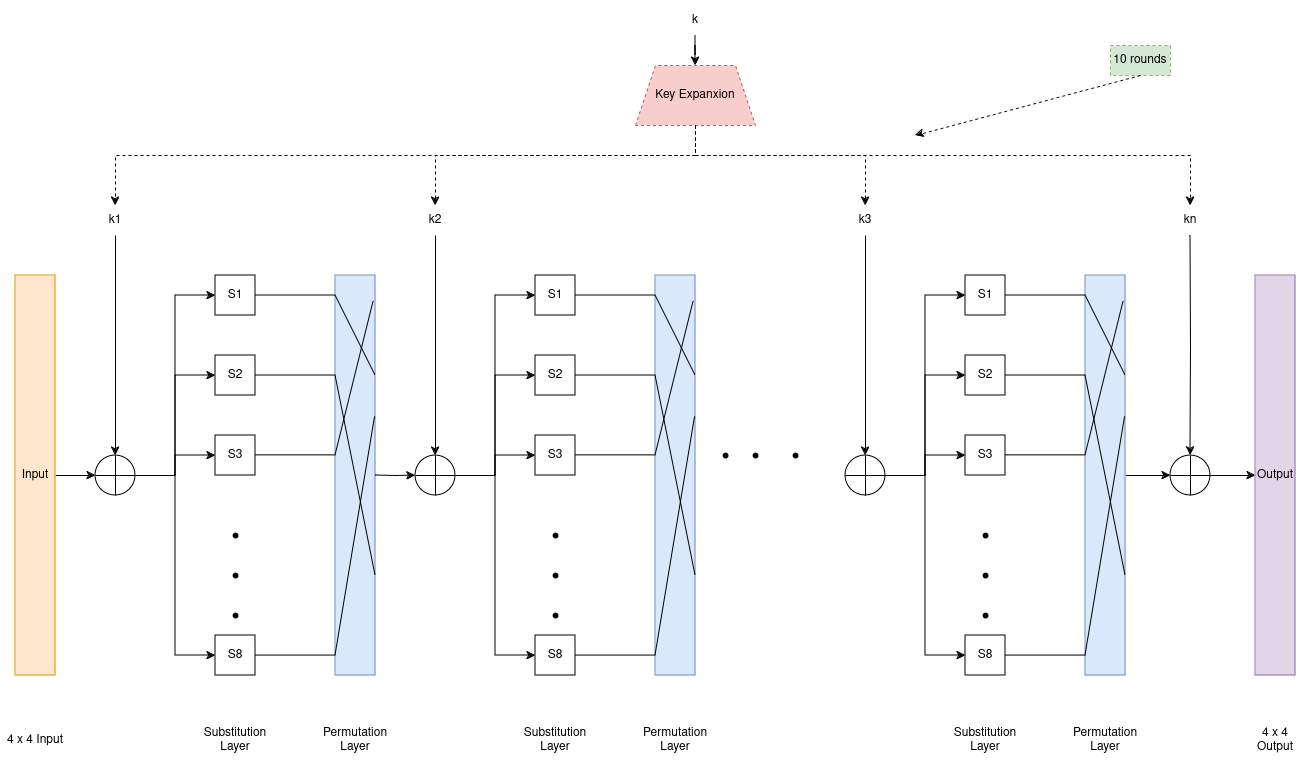 k
10 rounds
Key Expanxion
k1
k2
k3
kn
S1
S1
S1
S2
S2
S2
S3
S3
S3
Input
Output
S8
S8
S8
4 x 4 Input
Substitution
Layer
Permutation
Layer
Substitution
Layer
Permutation
Layer
Substitution
Layer
Permutation
Layer
4 x 4
Output